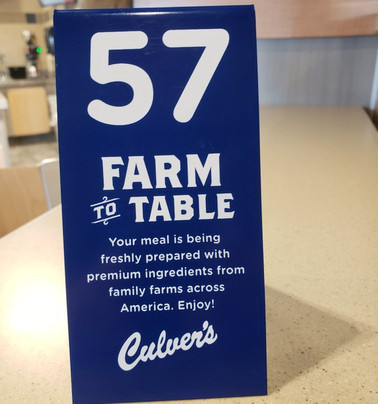 57
FARM
TO TABLE
Your meal is being
freshly prepared with
premium ingredients from
family farms across
America. Enjoy!
Culver's